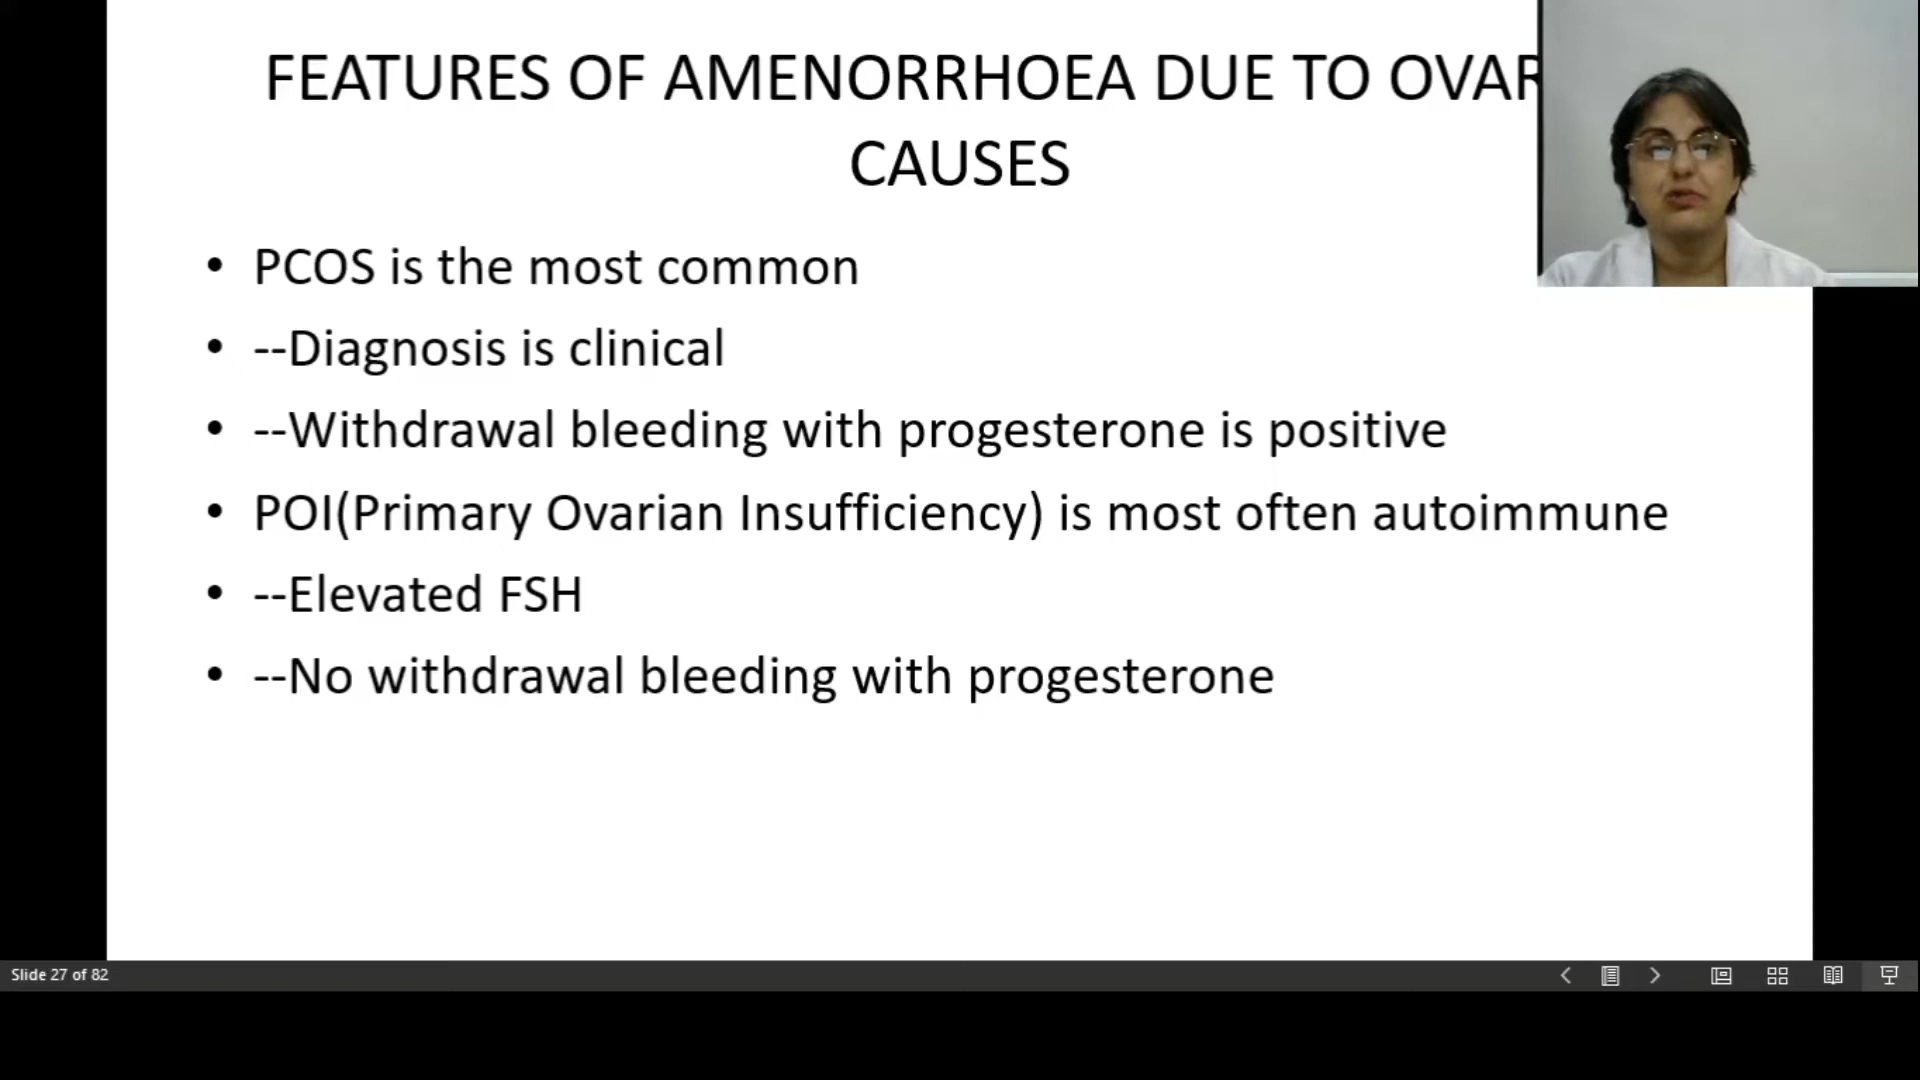 FEATURES OF AMENORRHOEA DUE TO
CAUSES
• PCOS is the most common
• --Diagnosis is clinical
• --Withdrawal bleeding with progesterone is positive
• POI(Primary Ovarian Insufficiency) is most often autoimmune
• --Elevated FSH
• --No withdrawal bleeding with progesterone
Slide 27 of 82